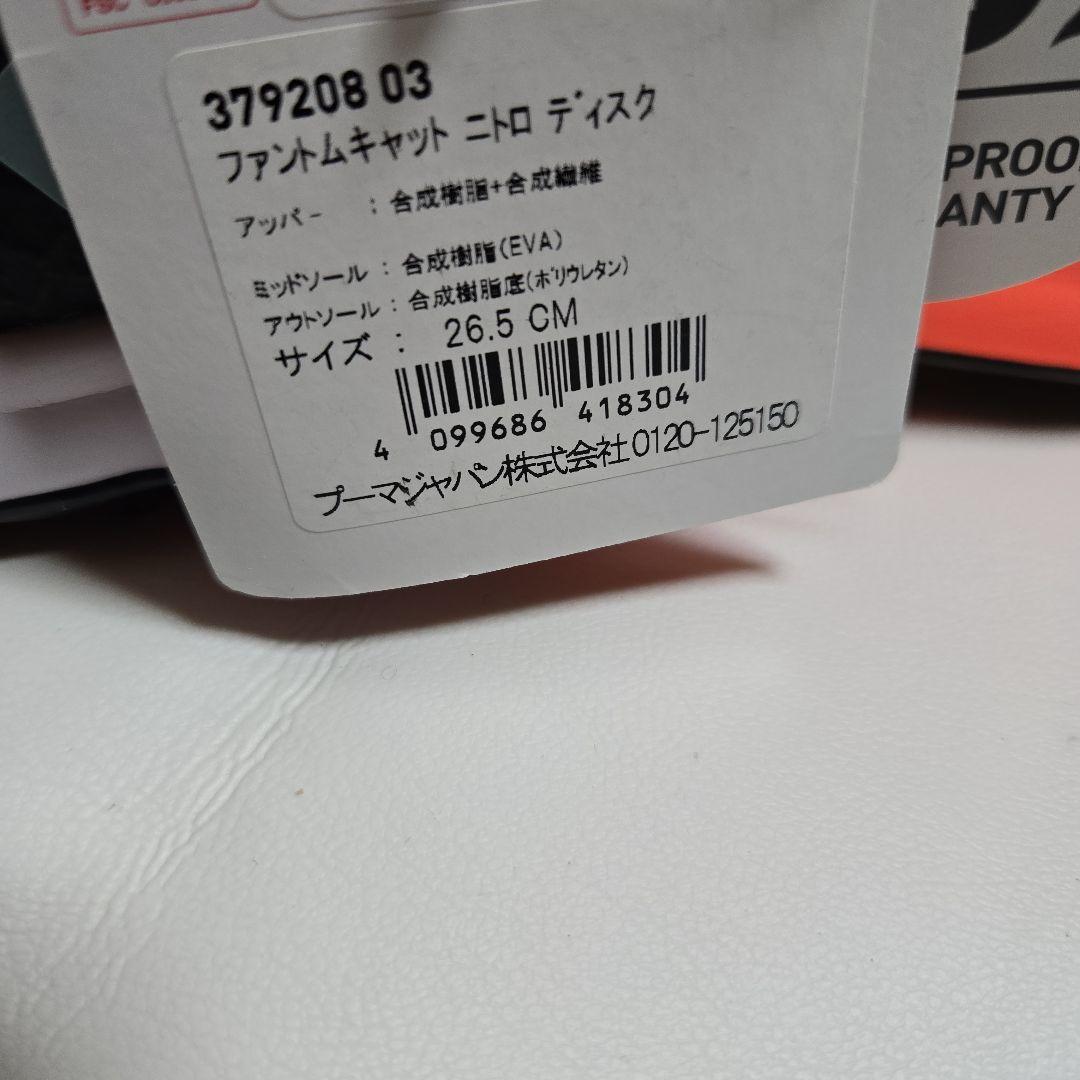 379208 03
ファントムキャット ニトロ ディスク
アッパー : 合成樹脂+合成繊維
ミッドソール : 合成樹脂(EVA)
アウトソール : 合成樹脂底(ポリウレタン)
サイズ : 26.5 CM
4 099686 418304
プーマジャパン株式会社0120-125150
PROO
ANTY